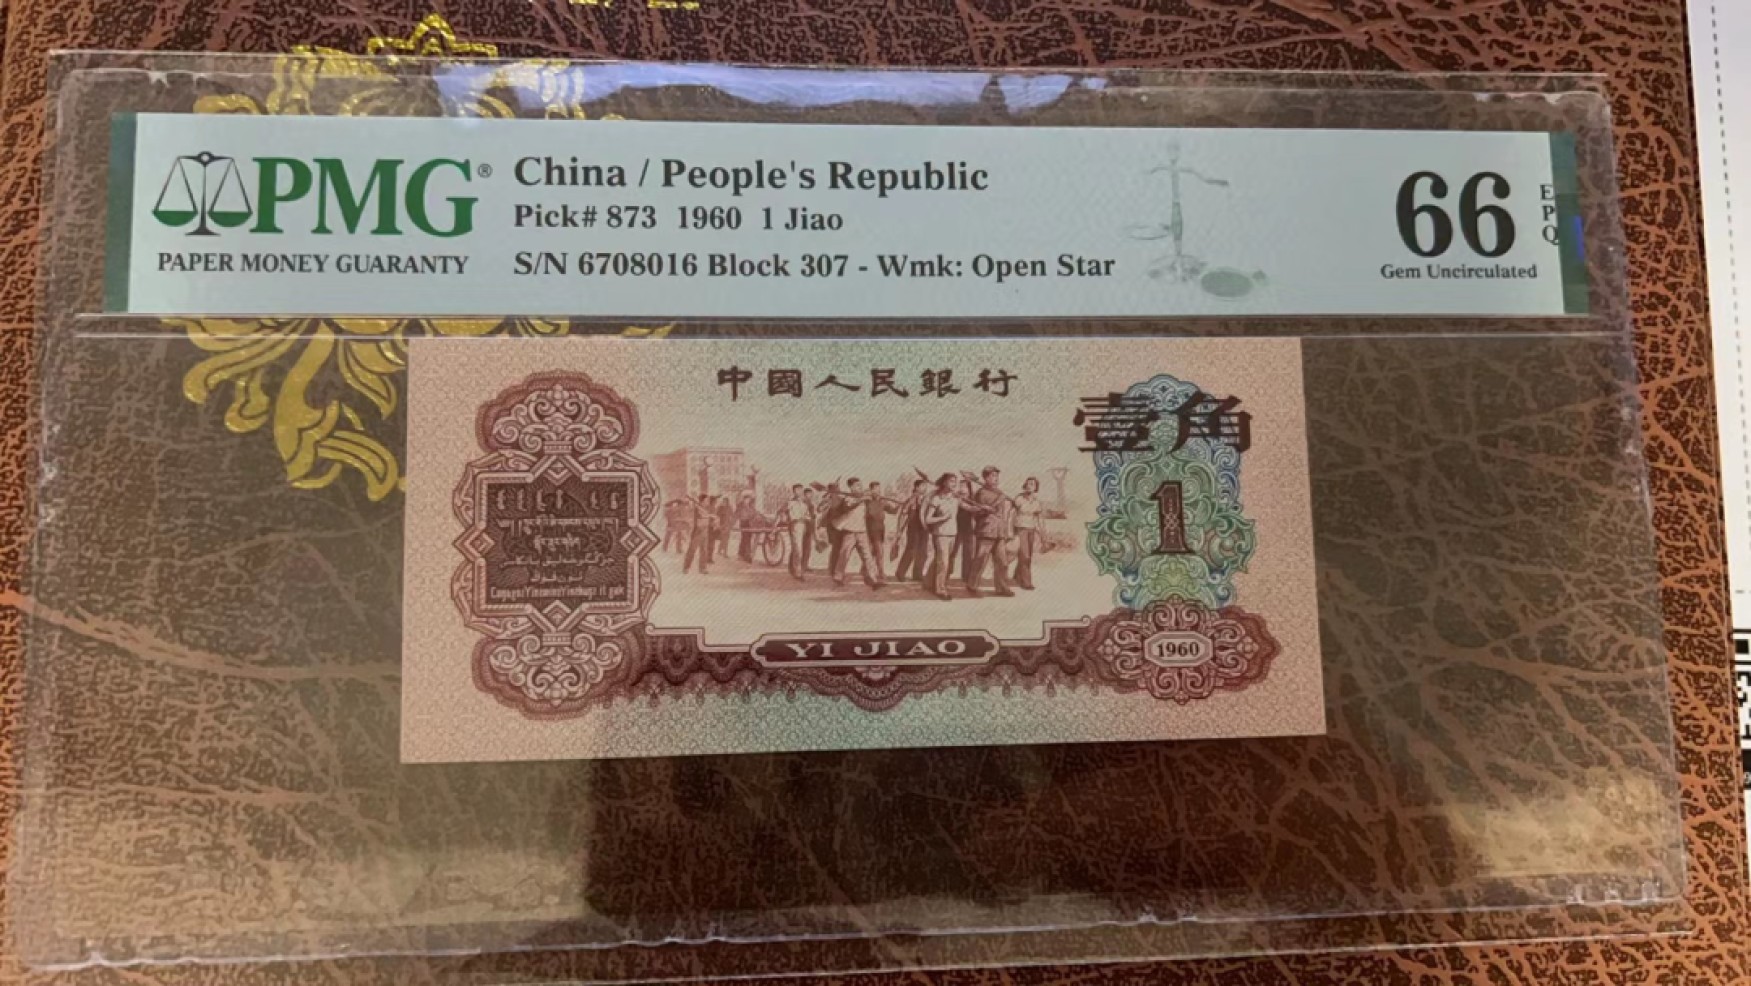 PMG®
PAPER MONEY GUARANTY
China / People's Republic
Pick# 873 1960 1 Jiao
S/N 6708016 Block 307 - Wmk: Open Star
66
EPQ
Gem Uncirculated
中國人民銀行
壹角
1
YI JIAO
1960